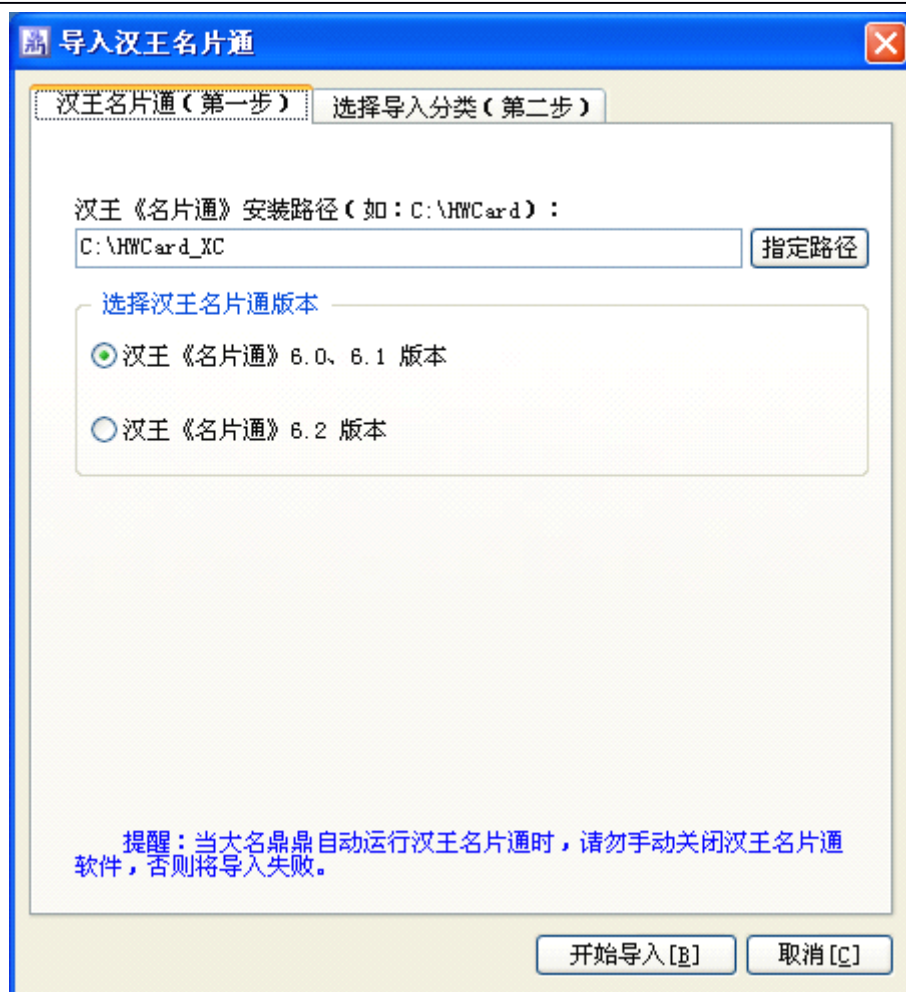 鼎 导入汉王名片通
汉王名片通(第一步) 选择导入分类(第二步)
汉王《名片通》安装路径(如:C:\HWCard):
C:\HWCard_XC 指定路径
选择汉王名片通版本
汉王《名片通》6.0、6.1 版本
汉王《名片通》6.2 版本
提醒:当大名鼎鼎自动运行汉王名片通时,请勿手动关闭汉王名片通
软件,否则将导入失败。
开始导入[B] 取消[C]